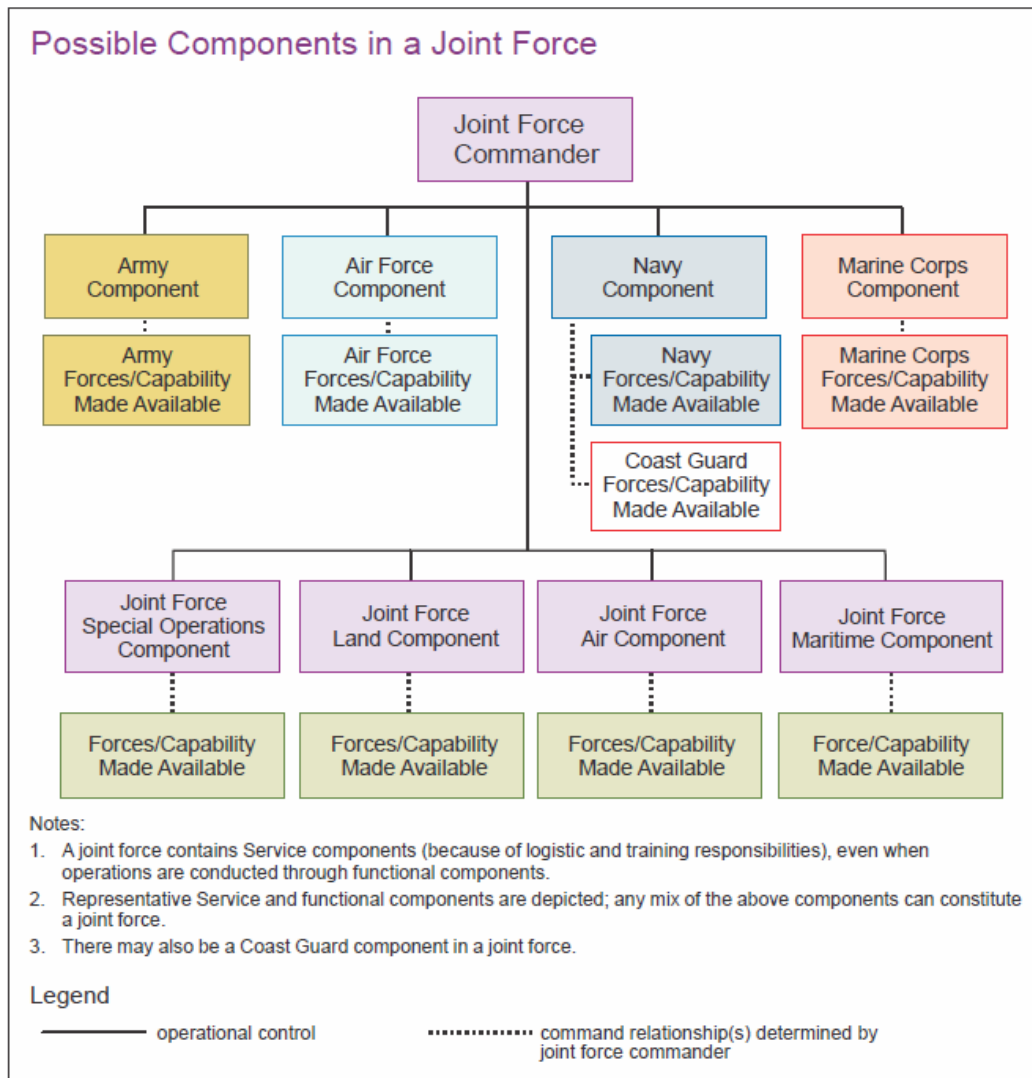 Possible Components in a Joint Force
Joint Force
Commander
Army
Component
Air Force
Component
Navy
Component
Marine Corps
Component
Army
Forces/Capability
Made Available
Air Force
Forces/Capability
Made Available
Navy
Forces/Capability
Made Available
Marine Corps
Forces/Capability
Made Available
Coast Guard
Forces/Capability
Made Available
Joint Force
Special Operations
Component
Joint Force
Land Component
Joint Force
Air Component
Joint Force
Maritime Component
Forces/Capability
Made Available
Forces/Capability
Made Available
Forces/Capability
Made Available
Force/Capability
Made Available
Notes:
1. A joint force contains Service components (because of logistic and training responsibilities), even when
operations are conducted through functional components.
2. Representative Service and functional components are depicted; any mix of the above components can constitute
a joint force.
3. There may also be a Coast Guard component in a joint force.
Legend
operational control
command relationship(s) determined by
joint force commander